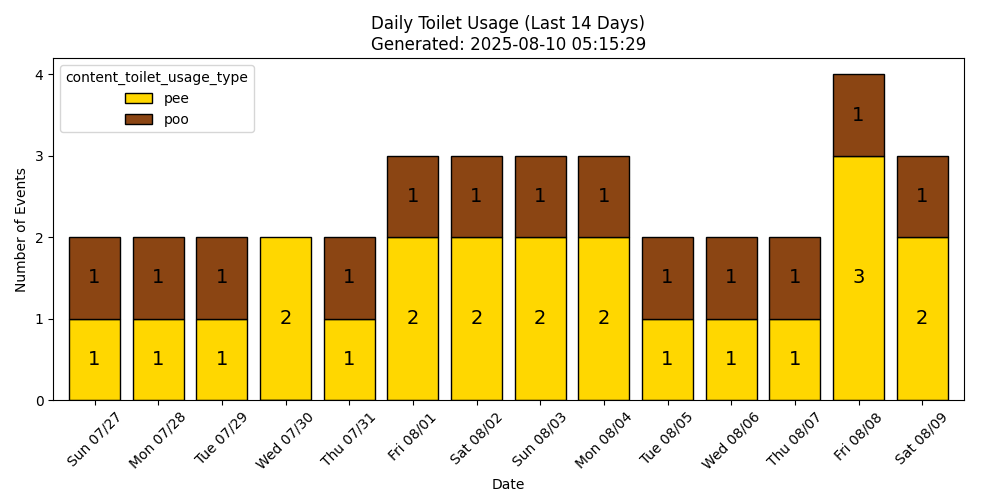 Daily Toilet Usage (Last 14 Days)
Generated: 2025-08-10 05:15:29
content_toilet_usage_type
pee
poo
Number of Events
4
3
2
1
0
1 1 1 1 1 1 1 1 1 1 1 1 1
1 1 1 2 1 2 2 2 2 1 1 1 3 2
Sun 07/27
Mon 07/28
Tue 07/29
Wed 07/30
Thu 07/31
Fri 08/01
Sat 08/02
Sun 08/03
Mon 08/04
Tue 08/05
Wed 08/06
Thu 08/07
Fri 08/08
Sat 08/09
Date